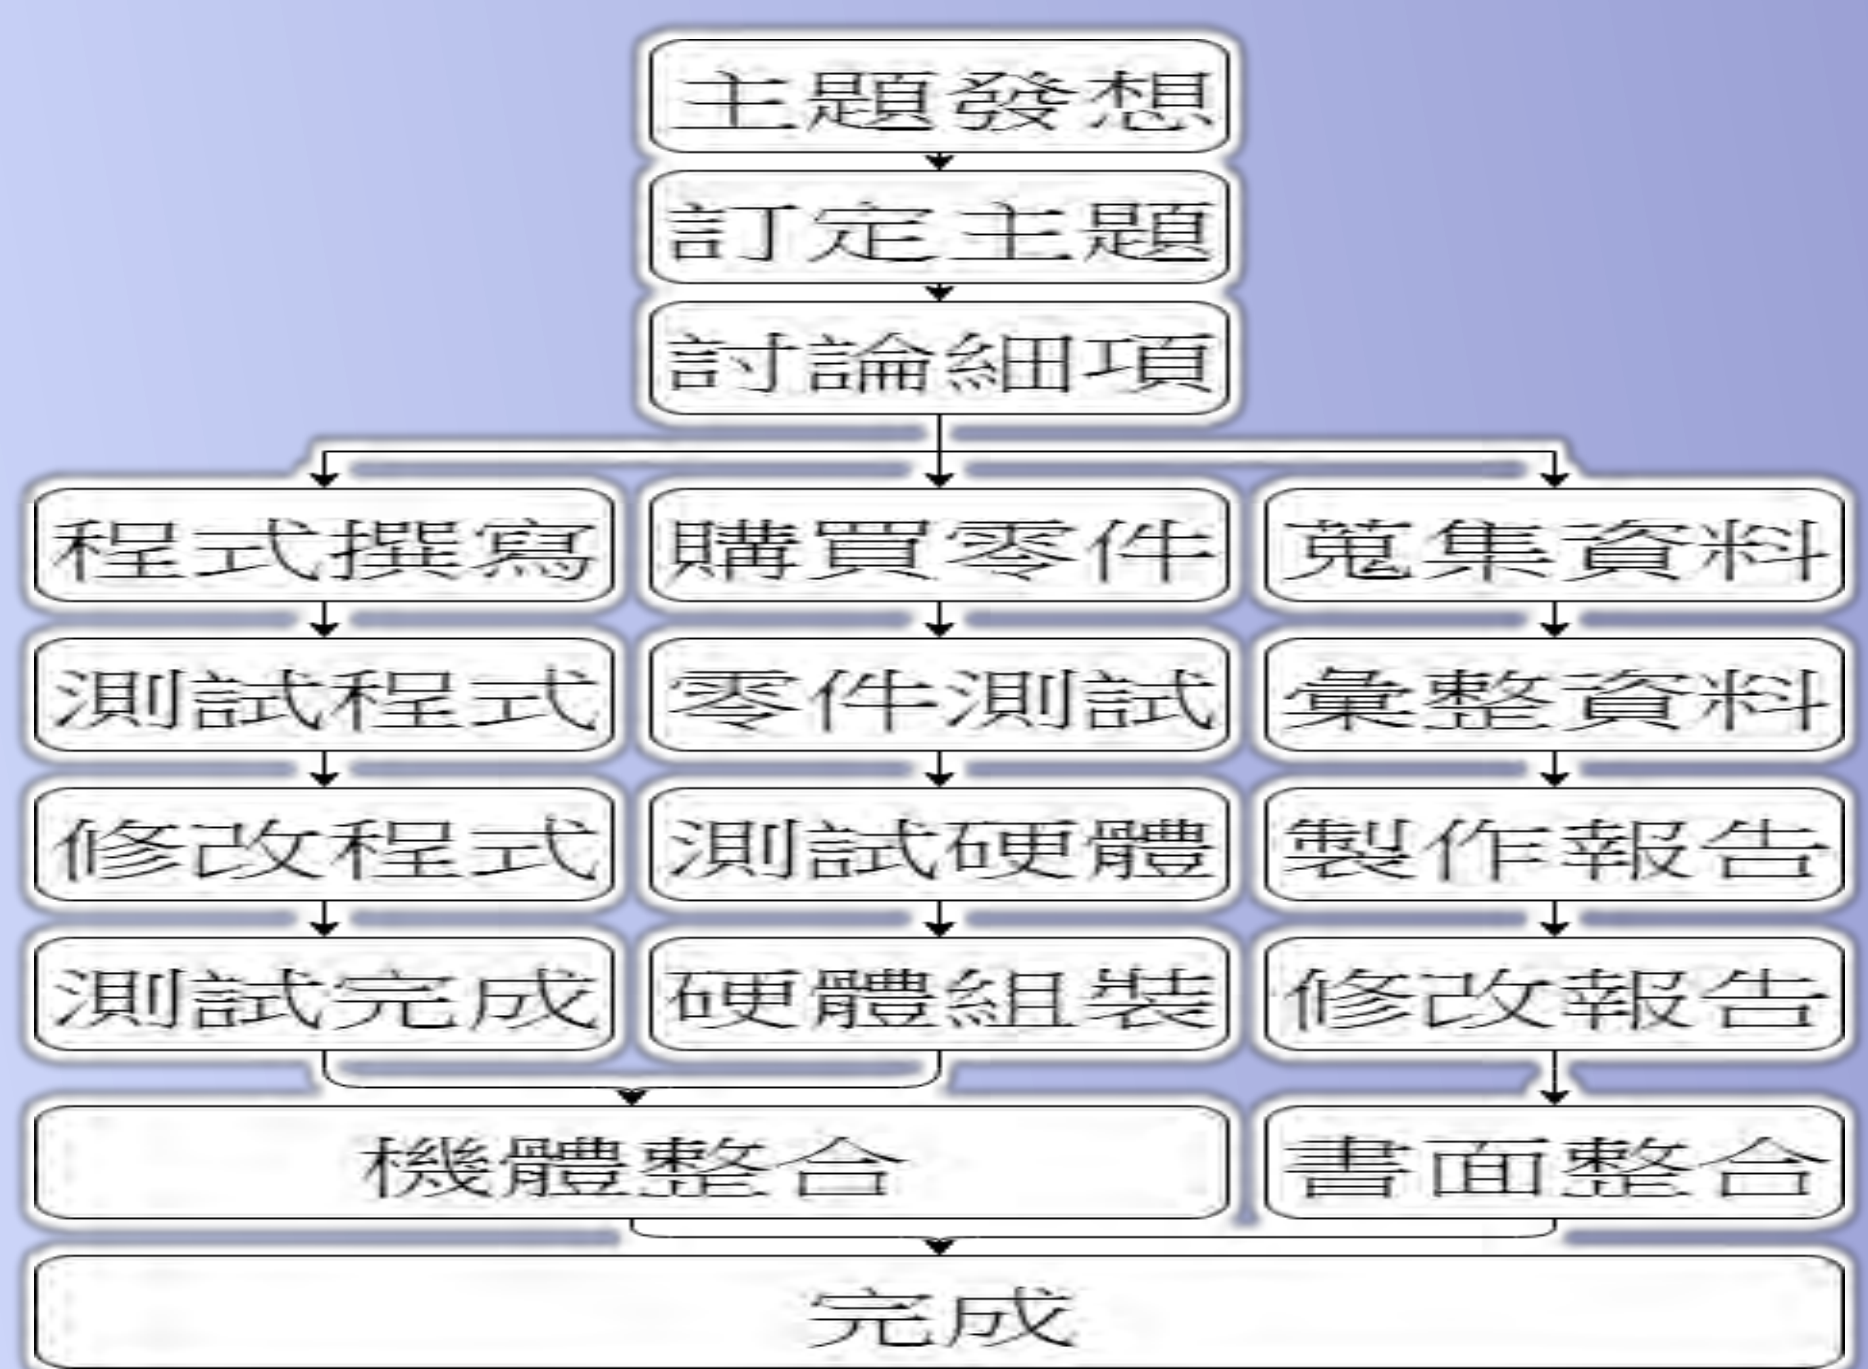 主題發想
訂定主題
討論細項
程式撰寫 購買零件 蒐集資料
測試程式 零件測試 彙整資料
修改程式 測試硬體 製作報告
測試完成 硬體組裝 修改報告
機體整合 書面整合
完成